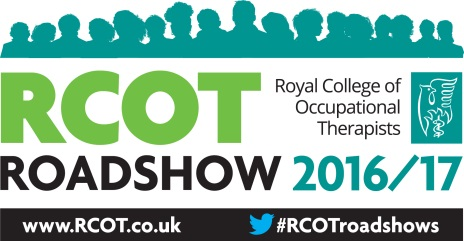 RCOT
Royal College of
Occupational
Therapists
ROADSHOW 2016/17
www.RCOT.co.uk #RCOTroadshows